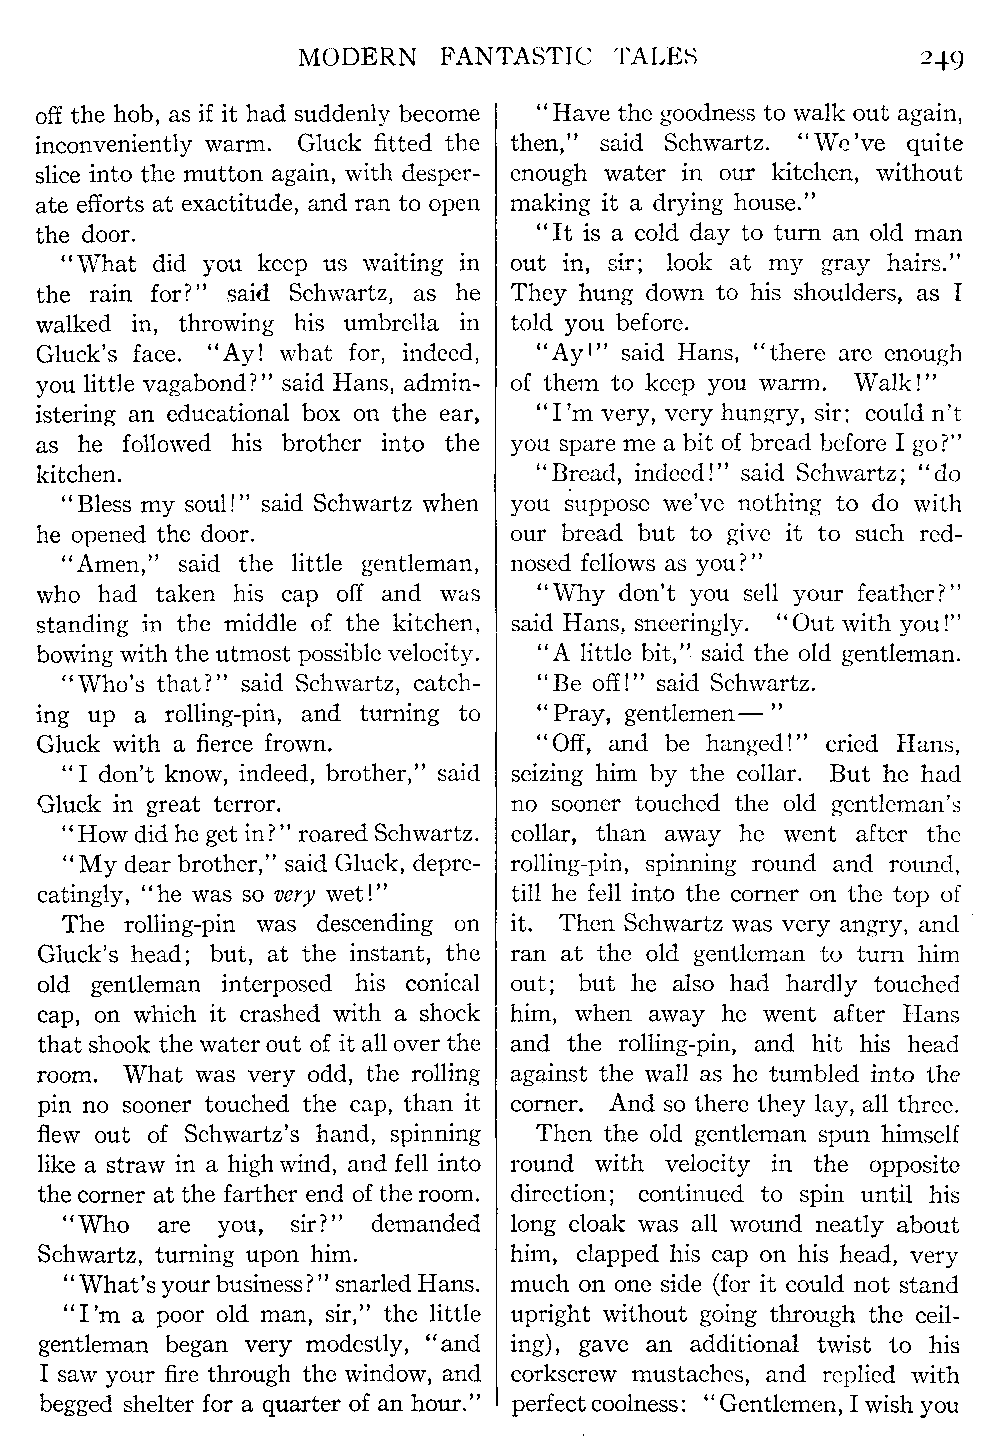 MODERN FANTASTIC TALES 249
off the hob, as if it had suddenly become
inconveniently warm. Gluck fitted the
slice into the mutton again, with desper-
ate efforts at exactitude, and ran to open
the door.
"What did you keep us waiting in
the rain for?" said Schwartz, as he
walked in, throwing his umbrella in
Gluck's face. "Ay! what for, indeed,
you little vagabond?" said Hans, admin-
istering an educational box on the ear,
as he followed his brother into the
kitchen.
"Bless my soul!" said Schwartz when
he opened the door.
"Amen," said the little gentleman,
who had taken his cap off and was
standing in the middle of the kitchen,
bowing with the utmost possible velocity.
"Who's that?" said Schwartz, catch-
ing up a rolling-pin, and turning to
Gluck with a fierce frown.
"I don't know, indeed, brother," said
Gluck in great terror.
"How did he get in?" roared Schwartz.
"My dear brother," said Gluck, depre-
catingly, "he was so very wet!"
The rolling-pin was descending on
Gluck's head; but, at the instant, the
old gentleman interposed his conical
cap, on which it crashed with a shock
that shook the water out of it all over the
room. What was very odd, the rolling
pin no sooner touched the cap, than it
flew out of Schwartz's hand, spinning
like a straw in a high wind, and fell into
the corner at the farther end of the room.
"Who are you, sir?" demanded
Schwartz, turning upon him.
"What's your business?" snarled Hans.
"I'm a poor old man, sir," the little
gentleman began very modestly, "and
I saw your fire through the window, and
begged shelter for a quarter of an hour."
"Have the goodness to walk out again,
then," said Schwartz. "We've quite
enough water in our kitchen, without
making it a drying house."
"It is a cold day to turn an old man
out in, sir; look at my gray hairs."
They hung down to his shoulders, as I
told you before.
"Ay!" said Hans, "there are enough
of them to keep you warm. Walk!"
"I'm very, very hungry, sir; could n't
you spare me a bit of bread before I go?"
"Bread, indeed!" said Schwartz; "do
you suppose we've nothing to do with
our bread but to give it to such red-
nosed fellows as you?"
"Why don't you sell your feather?"
said Hans, sneeringly. "Out with you!"
"A little bit," said the old gentleman.
"Be off!" said Schwartz.
"Pray, gentlemen— "
"Off, and be hanged!" cried Hans,
seizing him by the collar. But he had
no sooner touched the old gentleman's
collar, than away he went after the
rolling-pin, spinning round and round,
till he fell into the corner on the top of
it. Then Schwartz was very angry, and
ran at the old gentleman to turn him
out; but he also had hardly touched
him, when away he went after Hans
and the rolling-pin, and hit his head
against the wall as he tumbled into the
corner. And so there they lay, all three.
Then the old gentleman spun himself
round with velocity in the opposite
direction; continued to spin until his
long cloak was all wound neatly about
him, clapped his cap on his head, very
much on one side (for it could not stand
upright without going through the ceil-
ing), gave an additional twist to his
corkscrew mustaches, and replied with
perfect coolness: "Gentlemen, I wish you